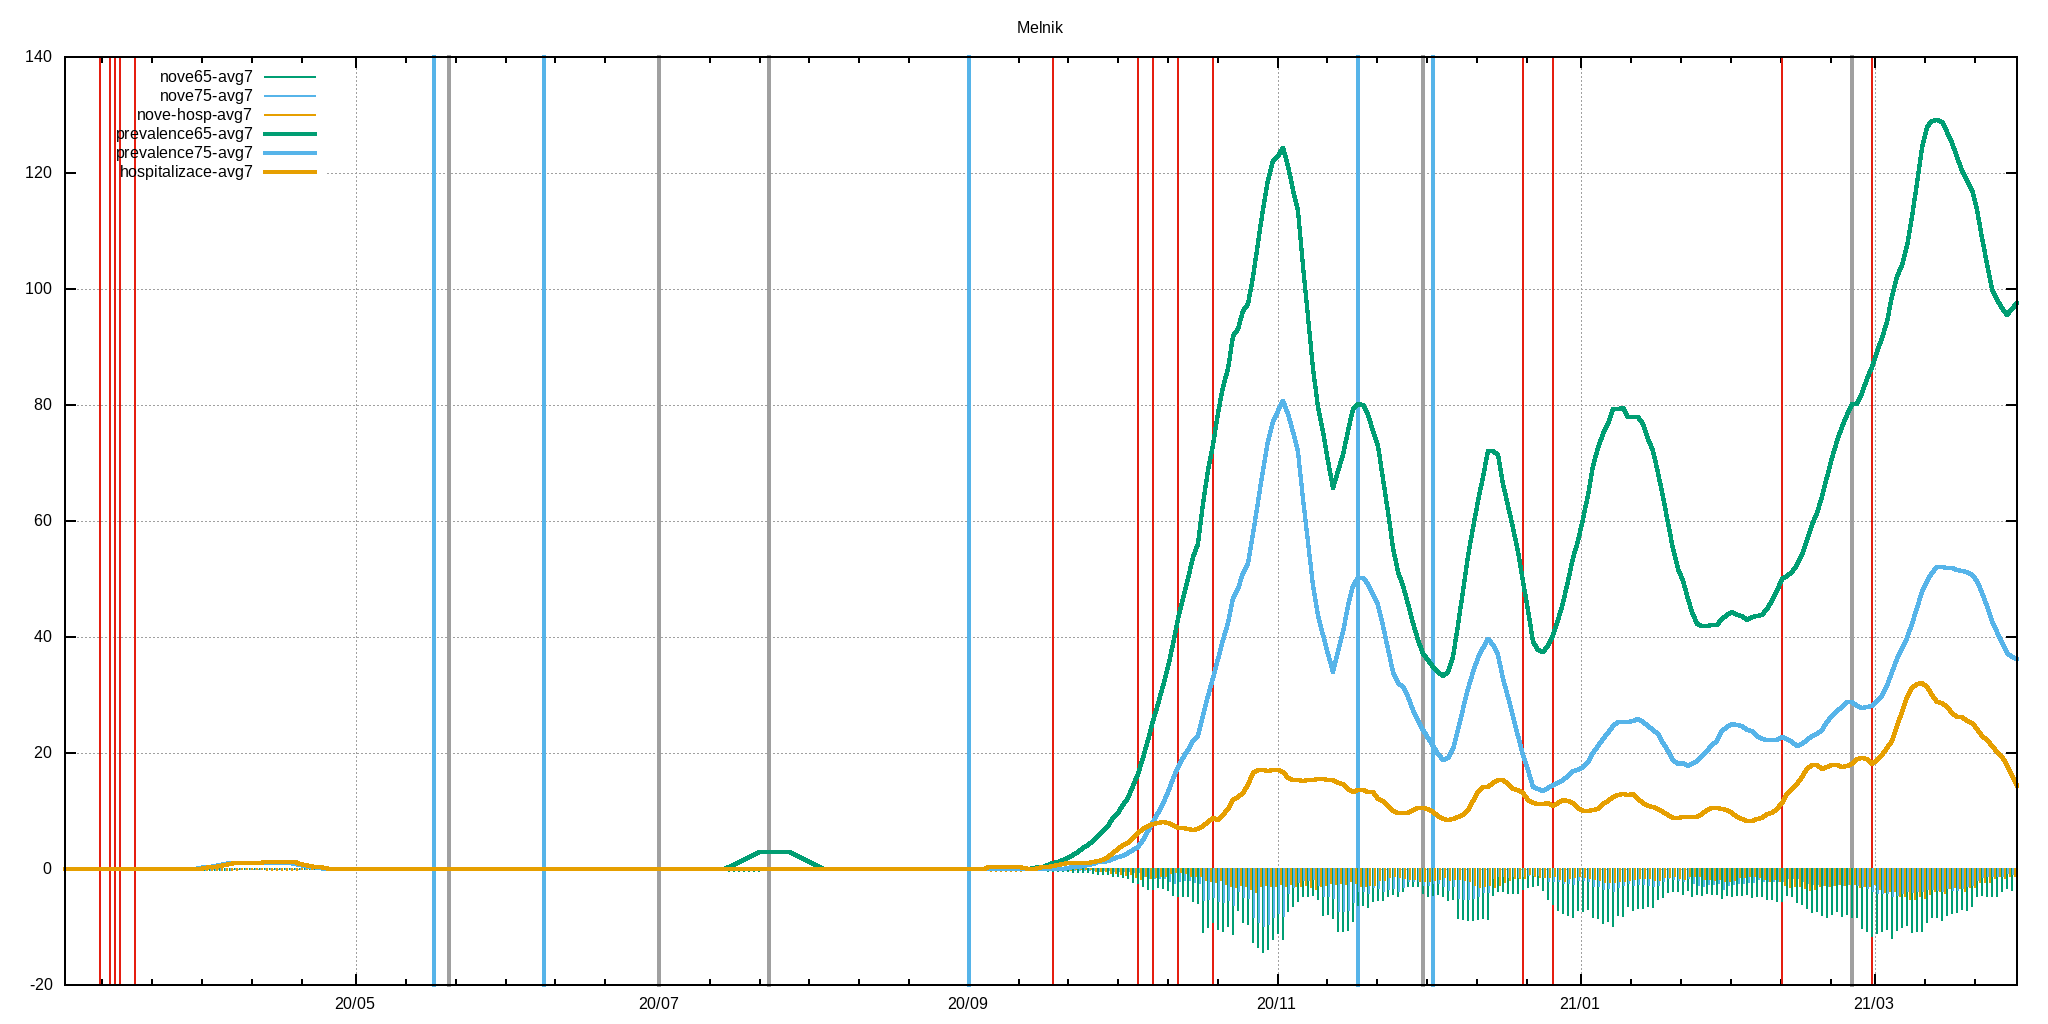 Melnik
140
120
100
80
60
40
20
0
-20
nove65-avg7
nove75-avg7
nove-hosp-avg7
prevalence65-avg7
prevalence75-avg7
hospitalizace-avg7
20/05 20/07 20/09 20/11 21/01 21/03